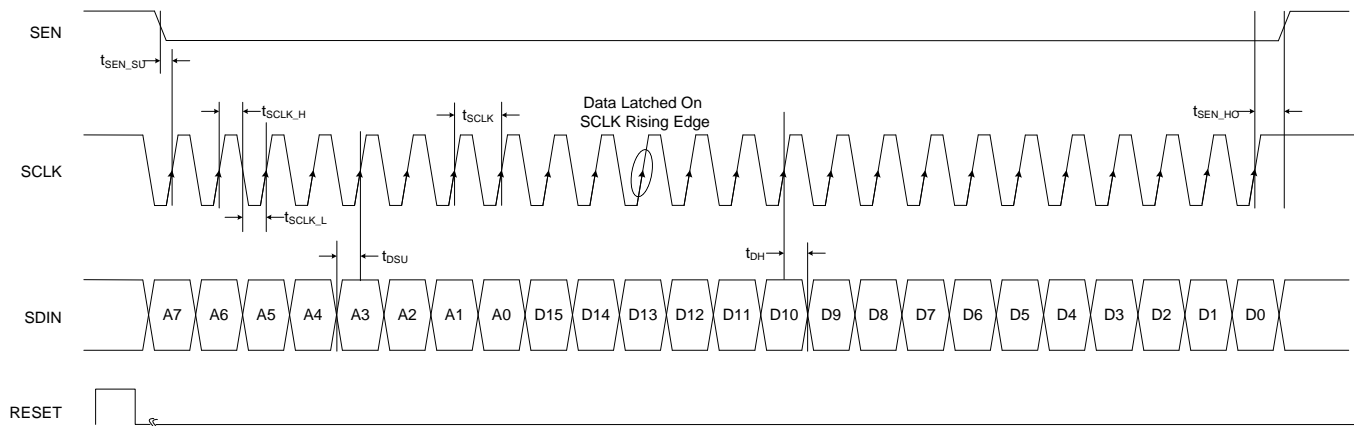 SEN
tSEN_SU
tSCLK_H
tSCLK
Data Latched On
SCLK Rising Edge
tSEN_HO
SCLK
tSCLK_L
tDSU
tDH
SDIN
A7 A6 A5 A4 A3 A2 A1 A0 D15 D14 D13 D12 D11 D10 D9 D8 D7 D6 D5 D4 D3 D2 D1 D0
RESET